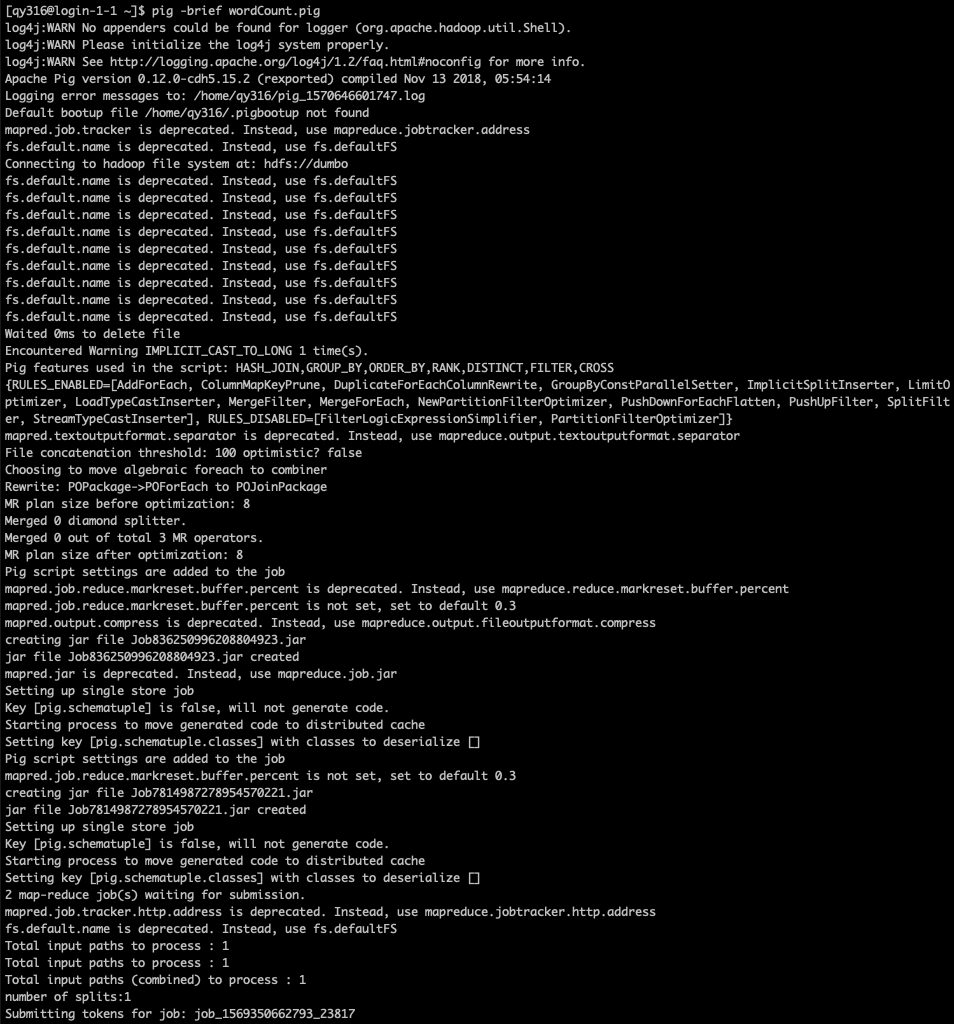 [qy316@login-1-1 ~]$ pig -brief wordCount.pig
log4j:WARN No appenders could be found for logger (org.apache.hadoop.util.Shell).
log4j:WARN Please initialize the log4j system properly.
log4j:WARN See http://logging.apache.org/log4j/1.2/faq.html#noconfig for more info.
Apache Pig version 0.12.0-cdh5.15.2 (rexported) compiled Nov 13 2018, 05:54:14
Logging error messages to: /home/qy316/pig_1570646601747.log
Default bootup file /home/qy316/.pigbootup not found
mapred.job.tracker is deprecated. Instead, use mapreduce.jobtracker.address
fs.default.name is deprecated. Instead, use fs.defaultFS
Connecting to hadoop file system at: hdfs://dumbo
fs.default.name is deprecated. Instead, use fs.defaultFS
fs.default.name is deprecated. Instead, use fs.defaultFS
fs.default.name is deprecated. Instead, use fs.defaultFS
fs.default.name is deprecated. Instead, use fs.defaultFS
fs.default.name is deprecated. Instead, use fs.defaultFS
fs.default.name is deprecated. Instead, use fs.defaultFS
fs.default.name is deprecated. Instead, use fs.defaultFS
fs.default.name is deprecated. Instead, use fs.defaultFS
fs.default.name is deprecated. Instead, use fs.defaultFS
Waited 0ms to delete file
Encountered Warning IMPLICIT_CAST_TO_LONG 1 time(s).
Pig features used in the script: HASH_JOIN,GROUP_BY,ORDER_BY,RANK,DISTINCT,FILTER,CROSS
{RULES_ENABLED=[AddForEach, ColumnMapKeyPrune, DuplicateForEachColumnRewrite, GroupByConstParallelSetter, ImplicitSplitInserter, LimitO
ptimizer, LoadTypeCastInserter, MergeFilter, MergeForEach, NewPartitionFilterOptimizer, PushDownForEachFlatten, PushUpFilter, SplitFilt
er, StreamTypeCastInserter], RULES_DISABLED=[FilterLogicExpressionSimplifier, PartitionFilterOptimizer]}
mapred.textoutputformat.separator is deprecated. Instead, use mapreduce.output.textoutputformat.separator
File concatenation threshold: 100 optimistic? false
Choosing to move algebraic foreach to combiner
Rewrite: POPackage->POForEach to POJoinPackage
MR plan size before optimization: 8
Merged 0 diamond splitter.
Merged 0 out of total 3 MR operators.
MR plan size after optimization: 8
Pig script settings are added to the job
mapred.job.reduce.markreset.buffer.percent is deprecated. Instead, use mapreduce.reduce.markreset.buffer.percent
mapred.job.reduce.markreset.buffer.percent is not set, set to default 0.3
mapred.output.compress is deprecated. Instead, use mapreduce.output.fileoutputformat.compress
creating jar file Job836250996208804923.jar
jar file Job836250996208804923.jar created
mapred.jar is deprecated. Instead, use mapreduce.job.jar
Setting up single store job
Key [pig.schematuple] is false, will not generate code.
Starting process to move generated code to distributed cache
Setting key [pig.schematuple.classes] with classes to deserialize []
Pig script settings are added to the job
mapred.job.reduce.markreset.buffer.percent is not set, set to default 0.3
creating jar file Job7814987278954570221.jar
jar file Job7814987278954570221.jar created
Setting up single store job
Key [pig.schematuple] is false, will not generate code.
Starting process to move generated code to distributed cache
Setting key [pig.schematuple.classes] with classes to deserialize []
2 map-reduce job(s) waiting for submission.
mapred.job.tracker.http.address is deprecated. Instead, use mapreduce.jobtracker.http.address
fs.default.name is deprecated. Instead, use fs.defaultFS
Total input paths to process : 1
Total input paths to process : 1
Total input paths (combined) to process : 1
number of splits:1
Submitting tokens for job: job_1569350662793_23817